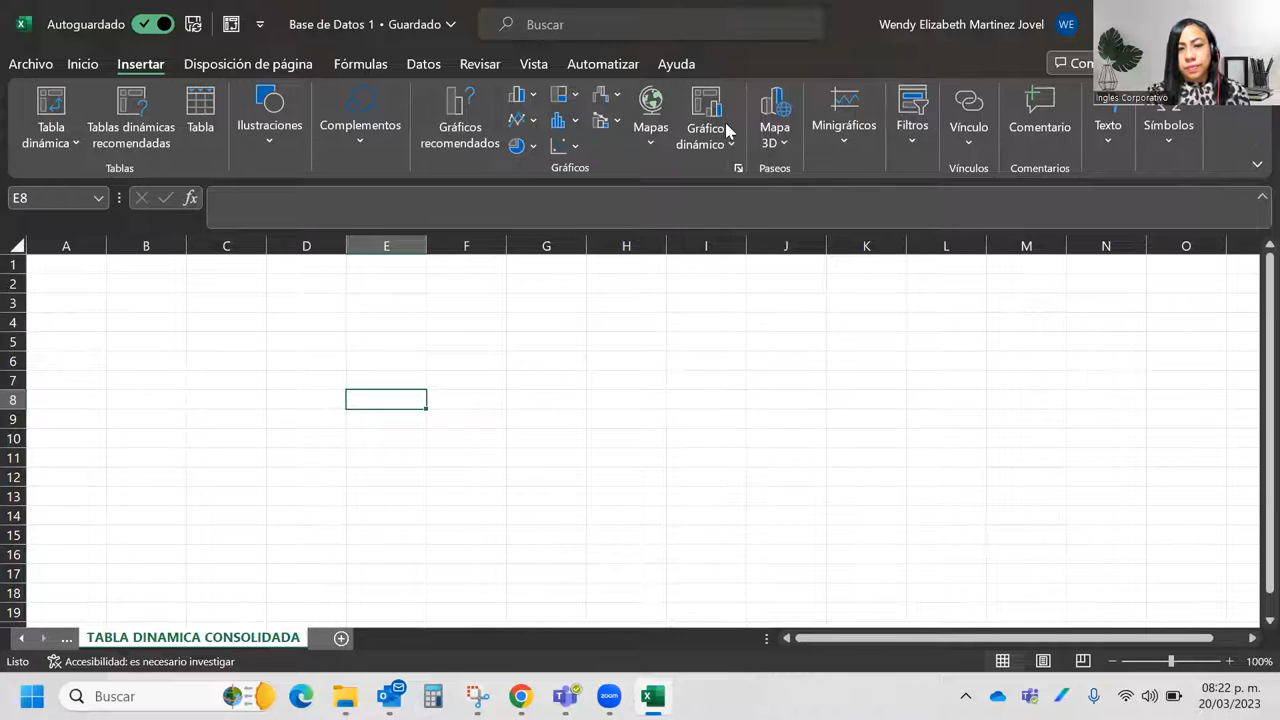 Autoguardado
Base de Datos 1 • Guardado
Buscar
Wendy Elizabeth Martinez Jovel
WE
Archivo
Inicio
Insertar
Disposición de página
Fórmulas
Datos
Revisar
Vista
Automatizar
Ayuda
Ingles Corporativo
Tabla
dinámica
Tablas dinámicas
recomendadas
Tabla
Ilustraciones
Complementos
Gráficos
recomendados
Mapas
Gráfico
dinámico
Mapa
3D
Minigráficos
Filtros
Vínculo
Comentario
Texto
Símbolos
Tablas
Gráficos
Paseos
Vínculos
Comentarios
E8
fx
A B C D E F G H I J K L M N O
1
2
3
4
5
6
7
8
9
10
11
12
13
14
15
16
17
18
19
... TABLA DINAMICA CONSOLIDADA
Listo
Accesibilidad: es necesario investigar
100%
Buscar
08:22 p. m.
20/03/2023